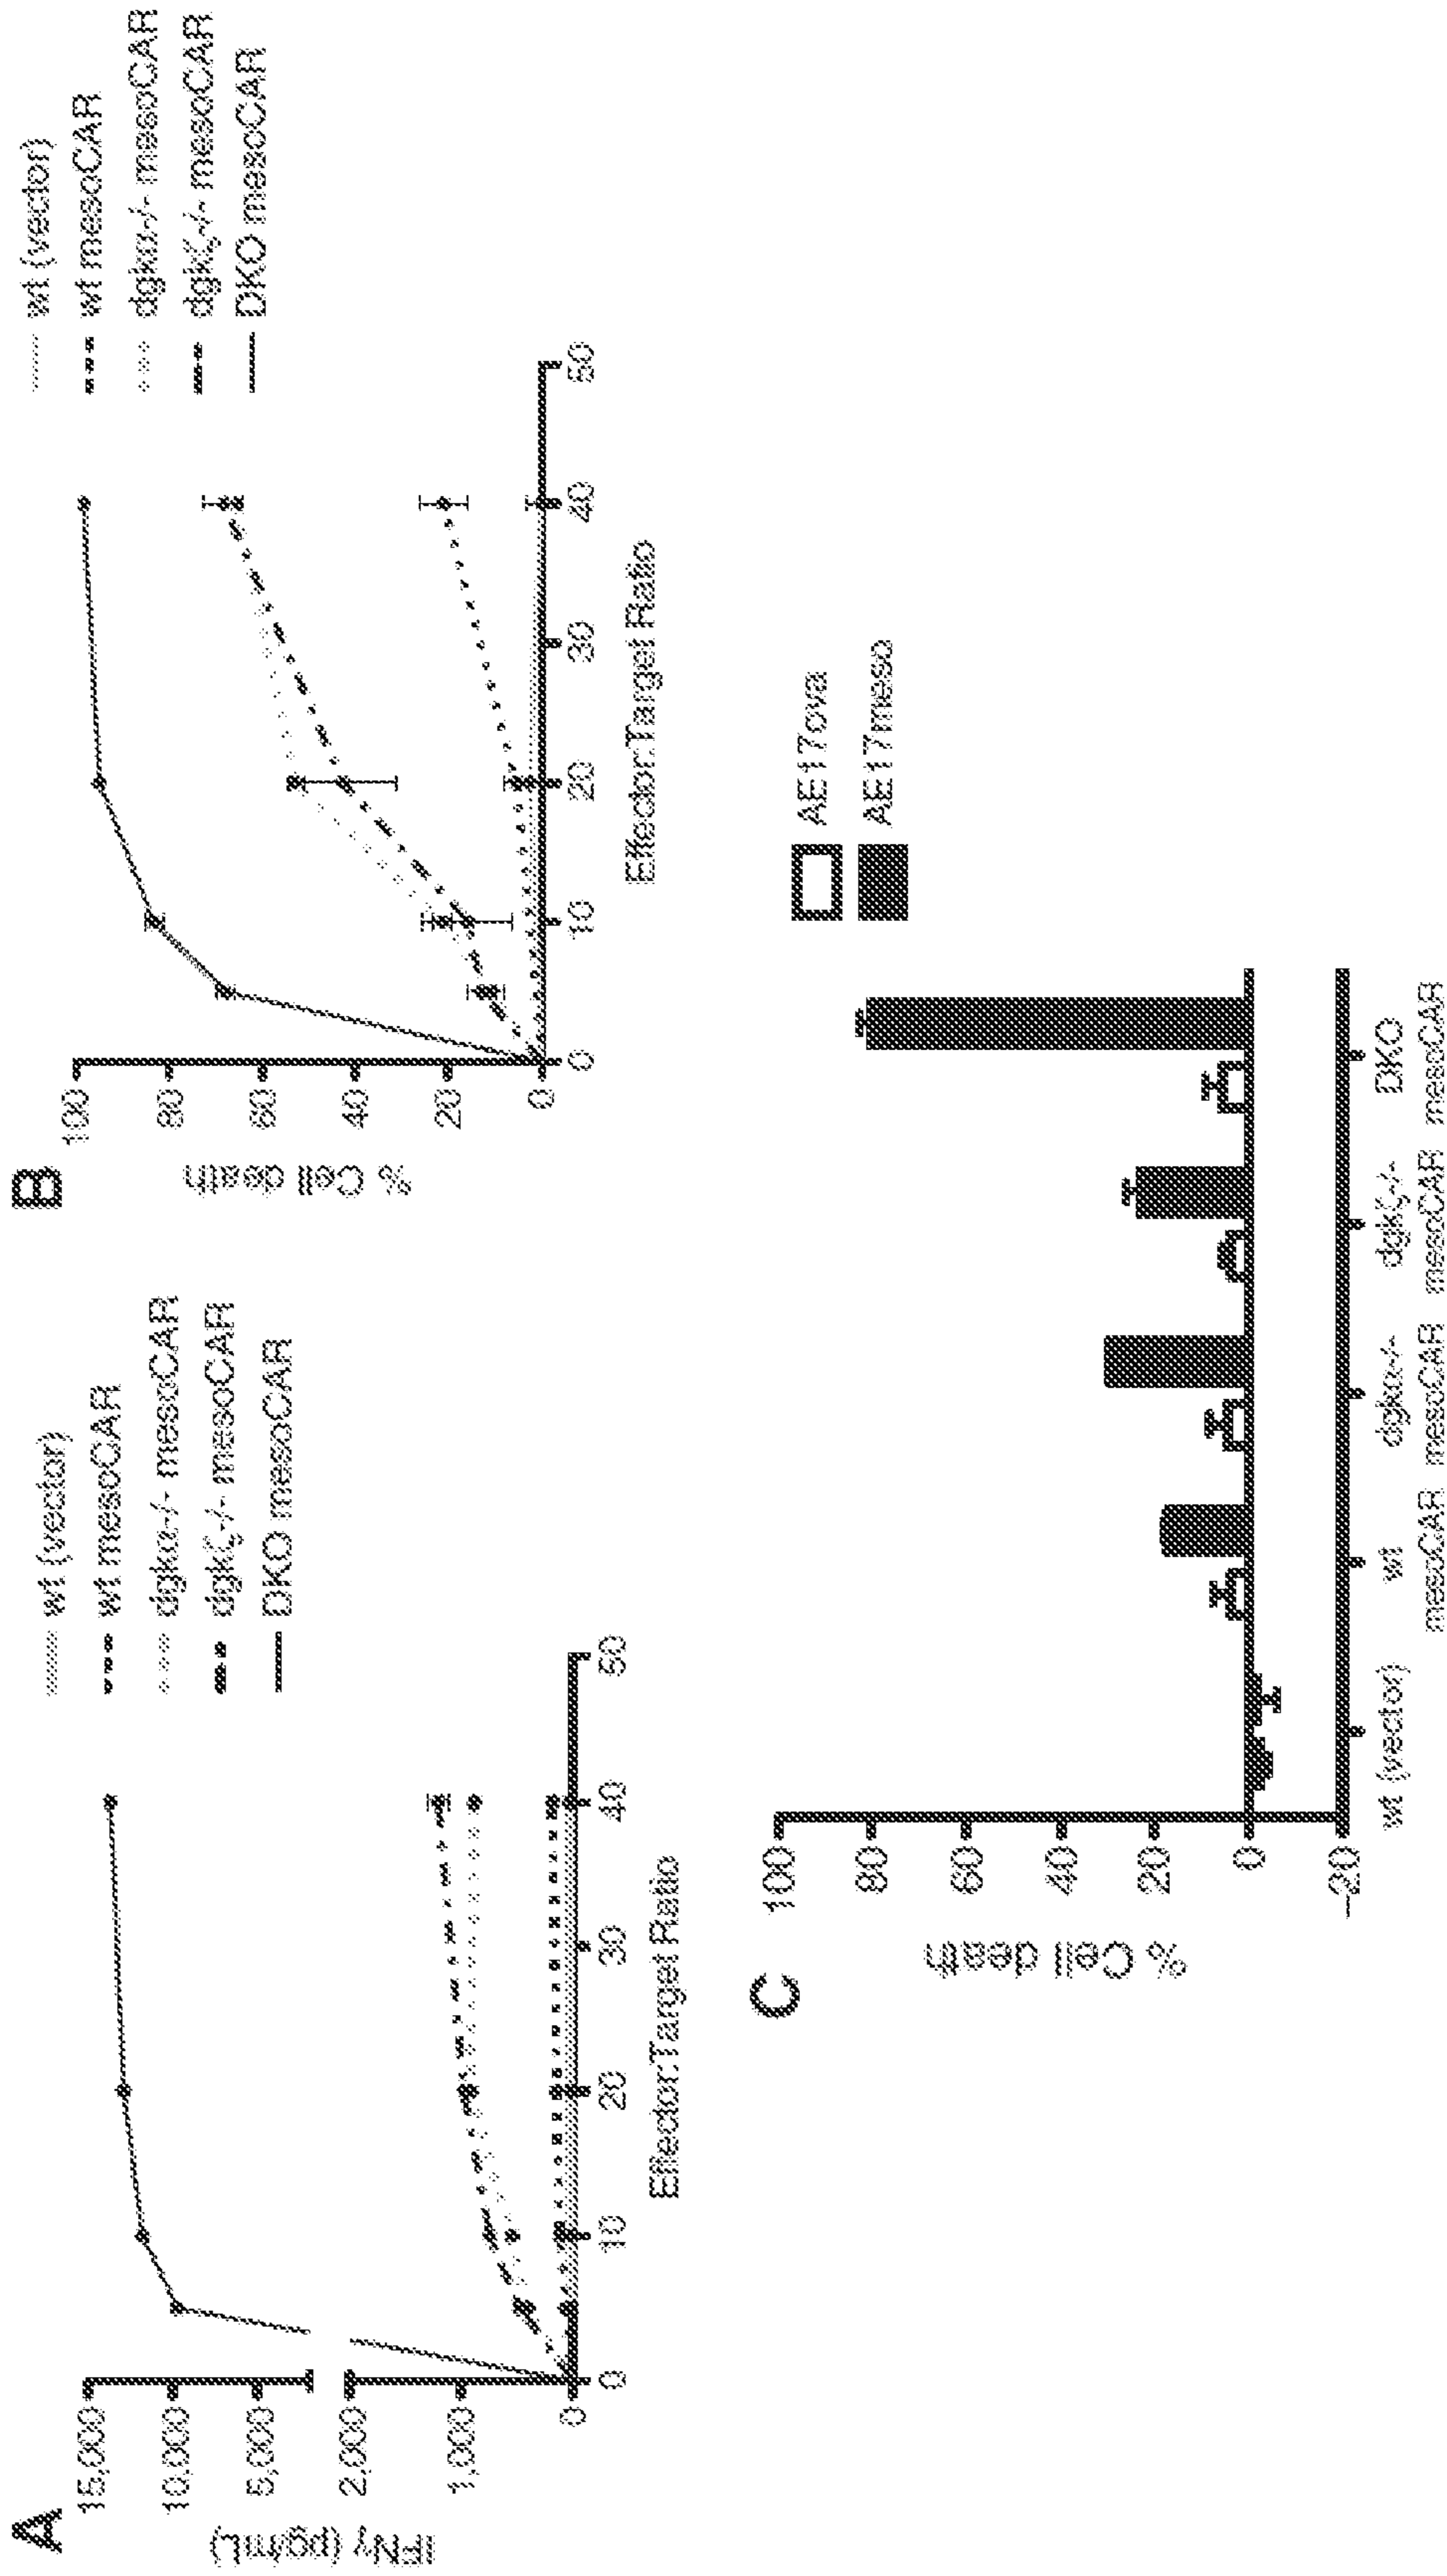 A
IFNγ (pg/mL)
15,000
10,000
5,000
2,000
1,000
0
0
10
20
30
40
50
Effector:Target Ratio
wt (vector)
wt mesoCAR
dgkα-/- mesoCAR
dgkζ-/- mesoCAR
DKO mesoCAR
B
% Cell death
100
80
60
40
20
0
0
10
20
30
40
50
Effector:Target Ratio
wt (vector)
wt mesoCAR
dgkα-/- mesoCAR
dgkζ-/- mesoCAR
DKO mesoCAR
C
% Cell death
100
80
60
40
20
0
-20
wt (vector)
wt mesoCAR
dgkα-/- mesoCAR
dgkζ-/- mesoCAR
DKO mesoCAR
AE17ova
AE17meso